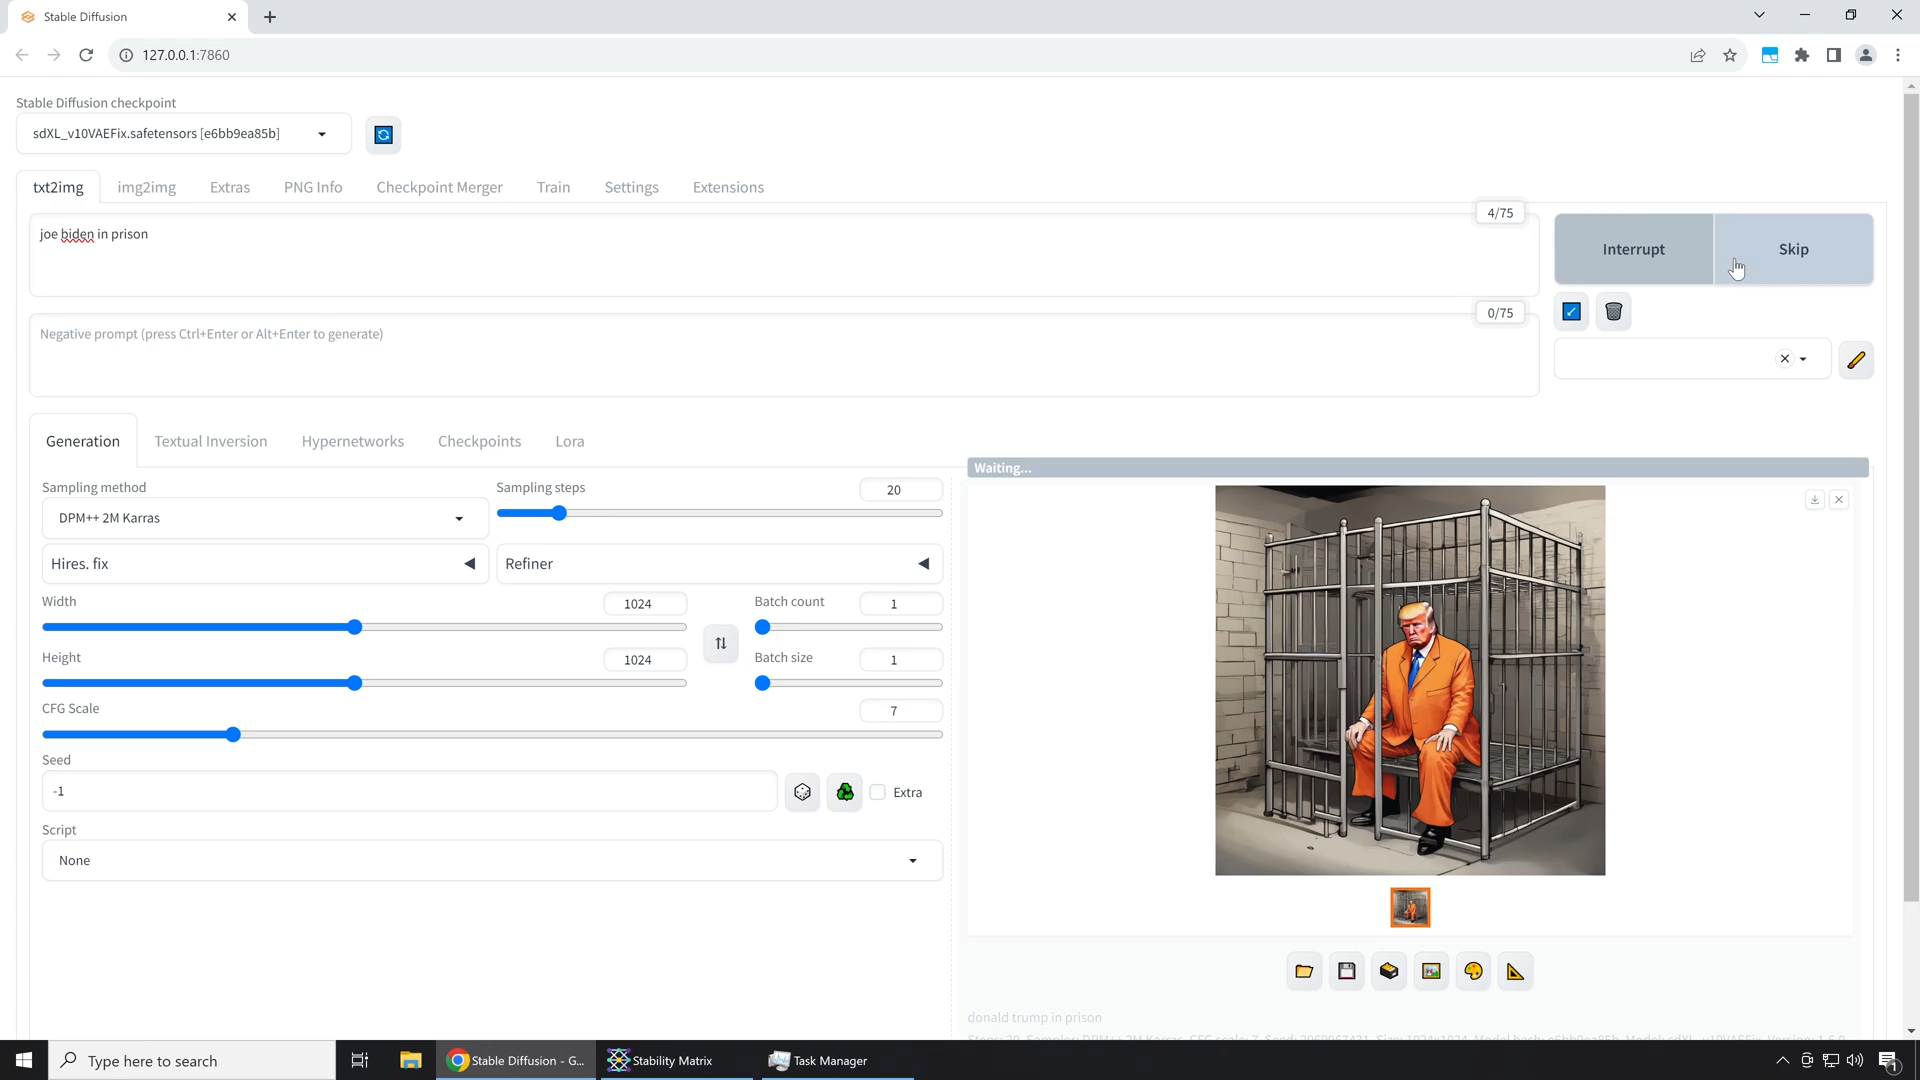 Stable Diffusion
127.0.0.1:7860
Stable Diffusion checkpoint
sdXL_v10VAEFix.safetensors [e6bb9ea85b]
txt2img img2img Extras PNG Info Checkpoint Merger Train Settings Extensions
4/75
joe biden in prison
Interrupt Skip
0/75
Negative prompt (press Ctrl+Enter or Alt+Enter to generate)
Generation Textual Inversion Hypernetworks Checkpoints Lora
Waiting...
Sampling method Sampling steps 20
DPM++ 2M Karras
Hires. fix Refiner
Width 1024 Batch count 1
Height 1024 Batch size 1
CFG Scale 7
Seed
-1 Extra
Script
None
donald trump in prison
Type here to search Stable Diffusion - G... Stability Matrix Task Manager 1